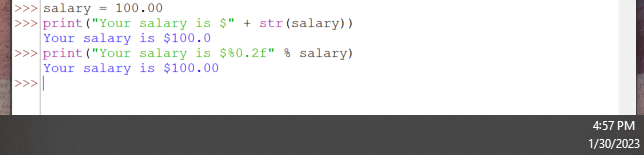 >>> salary = 100.00
>>> print("Your salary is $" + str(salary))
Your salary is $100.0
>>> print("Your salary is $%0.2f" % salary)
Your salary is $100.00
>>>
4:57 PM
1/30/2023